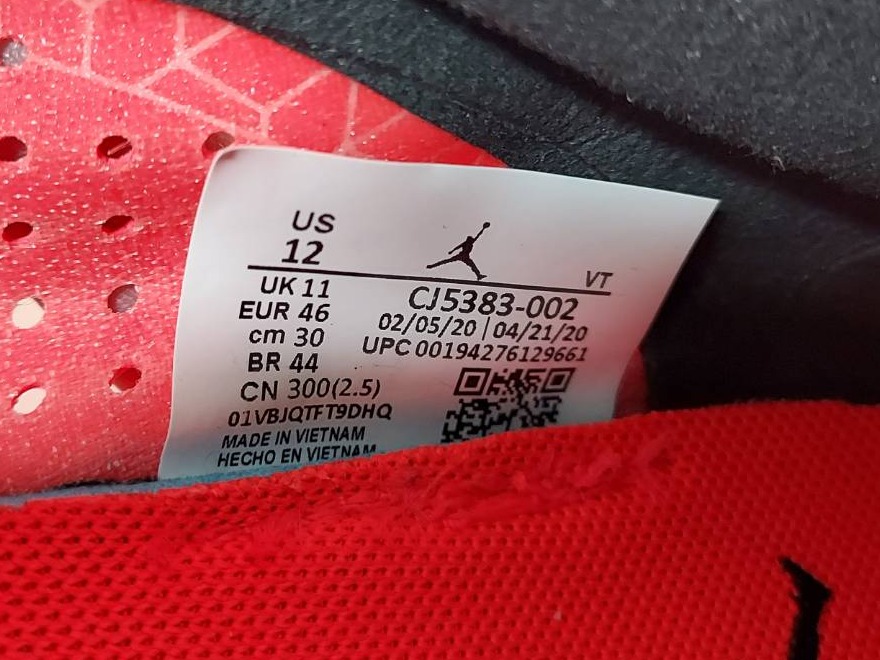 US
12
VT
UK 11
CJ5383-002
EUR 46
02/05/20 | 04/21/20
cm 30
UPC 00194276129661
BR 44
CN 300(2.5)
01VBJQTFT9DHQ
MADE IN VIETNAM
HECHO EN VIETNAM